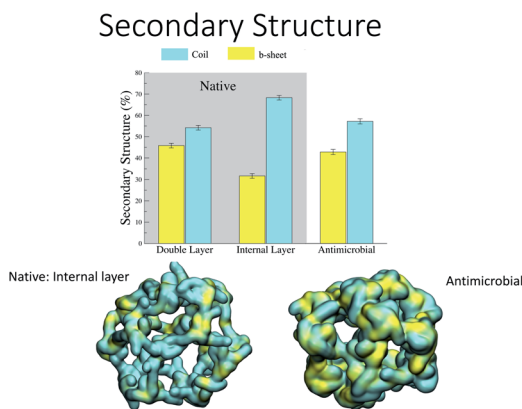 Secondary Structure
Coil b-sheet
Native
Secondary Structure (%)
80
70
60
50
40
30
20
10
0
Double Layer Internal Layer Antimicrobial
Native: Internal layer
Antimicrobial